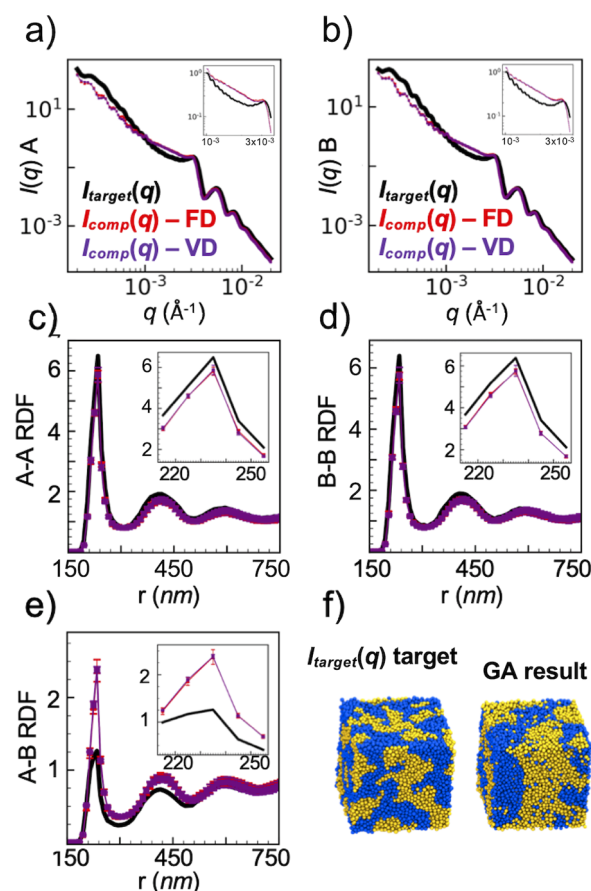 a)
I(q) A
10¹
10⁻³
10⁰
10⁻¹
10⁻³
3x10⁻³
I_target(q)
I_comp(q) – FD
I_comp(q) – VD
10⁻³
10⁻²
q (Å⁻¹)
b)
I(q) B
10¹
10⁻³
10⁰
10⁻¹
10⁻³
3x10⁻³
I_target(q)
I_comp(q) – FD
I_comp(q) – VD
10⁻³
10⁻²
q (Å⁻¹)
c)
A-A RDF
6
4
2
6
4
2
220
250
150
450
750
r (nm)
d)
B-B RDF
6
4
2
6
4
2
220
250
150
450
750
r (nm)
e)
A-B RDF
2
1
2
1
220
250
150
450
750
r (nm)
f)
I_target(q) target
GA result